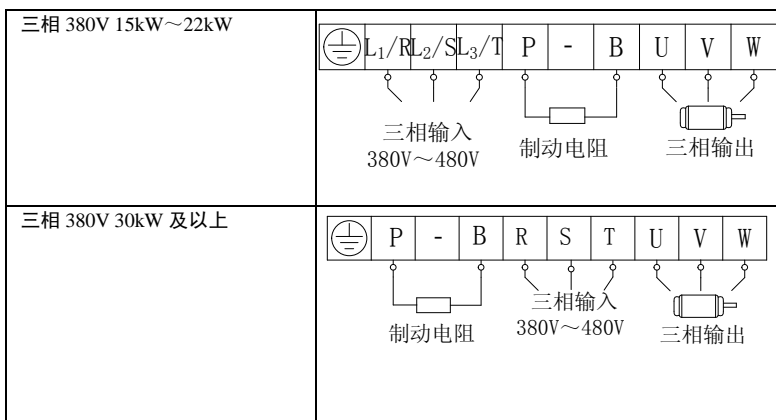 三相 380V 15kW～22kW
L₁/R L₂/S L₃/T P - B U V W
三相输入
380V～480V
制动电阻
三相输出
三相 380V 30kW 及以上
P - B R S T U V W
制动电阻
三相输入
380V～480V
三相输出